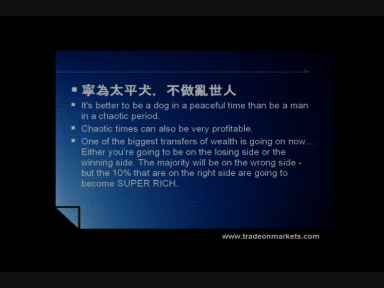 寧為太平犬，不做亂世人
It's better to be a dog in a peaceful time than be a man
in a chaotic period.
Chaotic times can also be very profitable.
One of the biggest transfers of wealth is going on now…
Either you're going to be on the losing side or the
winning side. The majority will be on the wrong side -
but the 10% that are on the right side are going to
become SUPER RICH.
www.tradeonmarkets.com